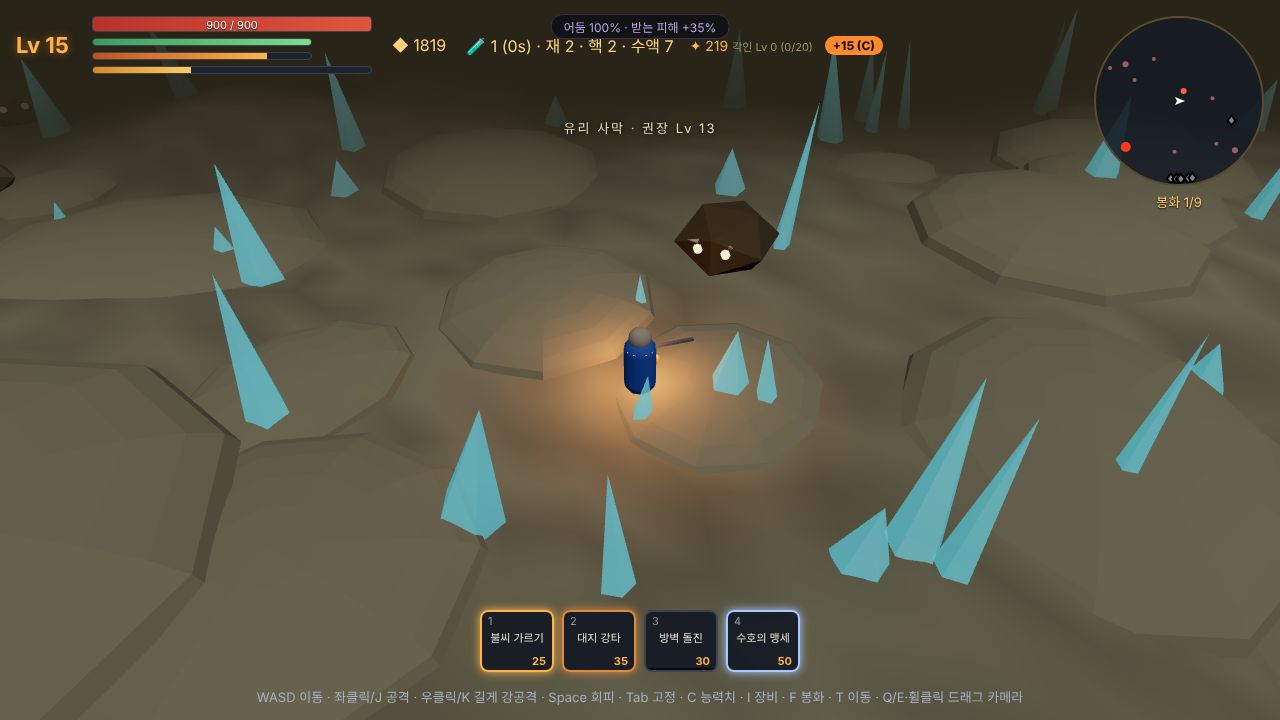 어둠 100% · 받는 피해 +35%
Lv 15
900 / 900
◆ 1819
🧪 1 (0s) · 재 2 · 핵 2 · 수액 7
✦ 219 각인 Lv 0 (0/20)
+15 (C)
유리 사막 · 권장 Lv 13
봉화 1/9
1
불씨 가르기
25
2
대지 강타
35
3
방벽 돌진
30
4
수호의 맹세
50
WASD 이동 · 좌클릭/J 공격 · 우클릭/K 길게 강공격 · Space 회피 · Tab 고정 · C 능력치 · I 장비 · F 봉화 · T 이동 · Q/E·휠클릭 드래그 카메라